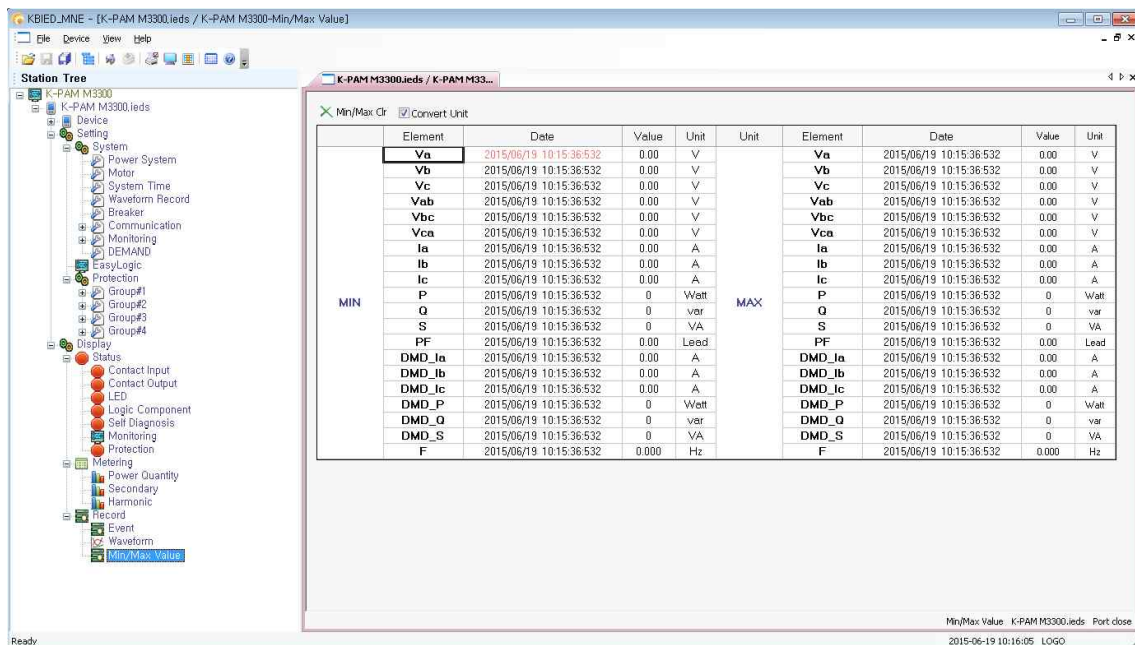 KBIED_MNE - [K-PAM M3300.ieds / K-PAM M3300-Min/Max Value]
File Device View Help
Station Tree
K-PAM M3300
K-PAM M3300.ieds
Device
Setting
System
Power System
Motor
System Time
Waveform Record
Breaker
Communication
Monitoring
DEMAND
EasyLogic
Protection
Group#1
Group#2
Group#3
Group#4
Display
Status
Contact Input
Contact Output
LED
Logic Component
Self Diagnosis
Monitoring
Protection
Metering
Power Quantity
Secondary
Harmonic
Record
Event
Waveform
Min/Max Value
K-PAM M3300.ieds / K-PAM M33...
Min/Max Clr Convert Unit
Element Date Value Unit Unit Element Date Value Unit
Va 2015/06/19 10:15:36:532 0.00 V Va 2015/06/19 10:15:36:532 0.00 V
Vb 2015/06/19 10:15:36:532 0.00 V Vb 2015/06/19 10:15:36:532 0.00 V
Vc 2015/06/19 10:15:36:532 0.00 V Vc 2015/06/19 10:15:36:532 0.00 V
Vab 2015/06/19 10:15:36:532 0.00 V Vab 2015/06/19 10:15:36:532 0.00 V
Vbc 2015/06/19 10:15:36:532 0.00 V Vbc 2015/06/19 10:15:36:532 0.00 V
Vca 2015/06/19 10:15:36:532 0.00 V Vca 2015/06/19 10:15:36:532 0.00 V
Ia 2015/06/19 10:15:36:532 0.00 A Ia 2015/06/19 10:15:36:532 0.00 A
Ib 2015/06/19 10:15:36:532 0.00 A Ib 2015/06/19 10:15:36:532 0.00 A
Ic 2015/06/19 10:15:36:532 0.00 A Ic 2015/06/19 10:15:36:532 0.00 A
MIN P 2015/06/19 10:15:36:532 0 Watt MAX P 2015/06/19 10:15:36:532 0 Watt
Q 2015/06/19 10:15:36:532 0 var Q 2015/06/19 10:15:36:532 0 var
S 2015/06/19 10:15:36:532 0 VA S 2015/06/19 10:15:36:532 0 VA
PF 2015/06/19 10:15:36:532 0.00 Lead PF 2015/06/19 10:15:36:532 0.00 Lead
DMD_Ia 2015/06/19 10:15:36:532 0.00 A DMD_Ia 2015/06/19 10:15:36:532 0.00 A
DMD_Ib 2015/06/19 10:15:36:532 0.00 A DMD_Ib 2015/06/19 10:15:36:532 0.00 A
DMD_Ic 2015/06/19 10:15:36:532 0.00 A DMD_Ic 2015/06/19 10:15:36:532 0.00 A
DMD_P 2015/06/19 10:15:36:532 0 Watt DMD_P 2015/06/19 10:15:36:532 0 Watt
DMD_Q 2015/06/19 10:15:36:532 0 var DMD_Q 2015/06/19 10:15:36:532 0 var
DMD_S 2015/06/19 10:15:36:532 0 VA DMD_S 2015/06/19 10:15:36:532 0 VA
F 2015/06/19 10:15:36:532 0.000 Hz F 2015/06/19 10:15:36:532 0.000 Hz
Min/Max Value K-PAM M3300.ieds Port close
Ready 2015-06-19 10:16:05 LOGO